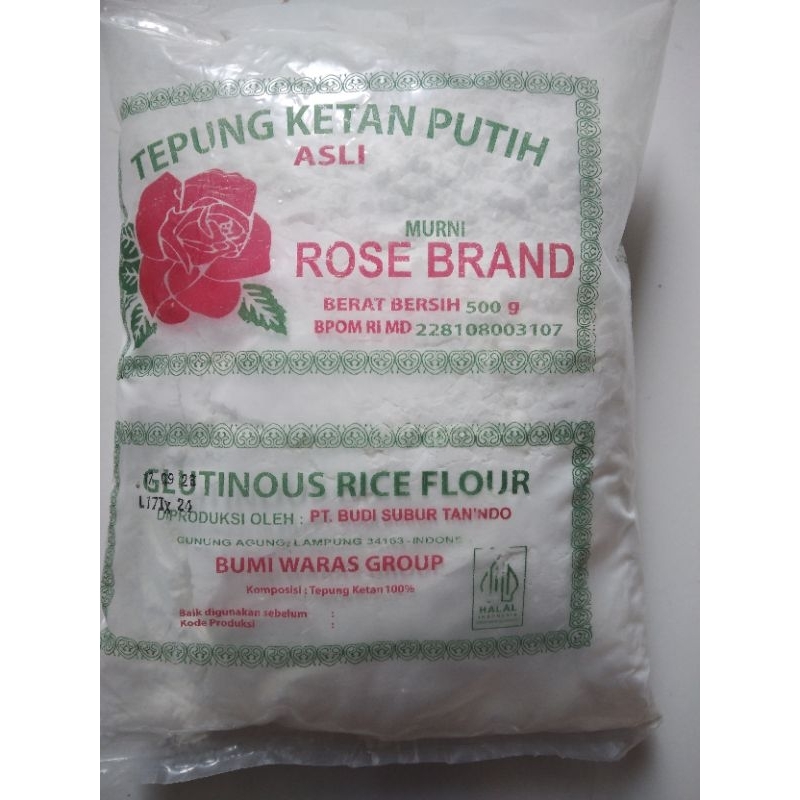 TEPUNG KETAN PUTIH
ASLI
MURNI
ROSE BRAND
BERAT BERSIH 500 g
BPOM RI MD 228108003107
GLUTINOUS RICE FLOUR
DIPRODUKSI OLEH : PT. BUDI SUBUR TANINDO
GUNUNG AGUNG, LAMPUNG 34163 - INDONE
BUMI WARAS GROUP
Komposisi : Tepung Ketan 100%
Baik digunakan sebelum :
Kode Produksi :
HALAL
INDONESIA